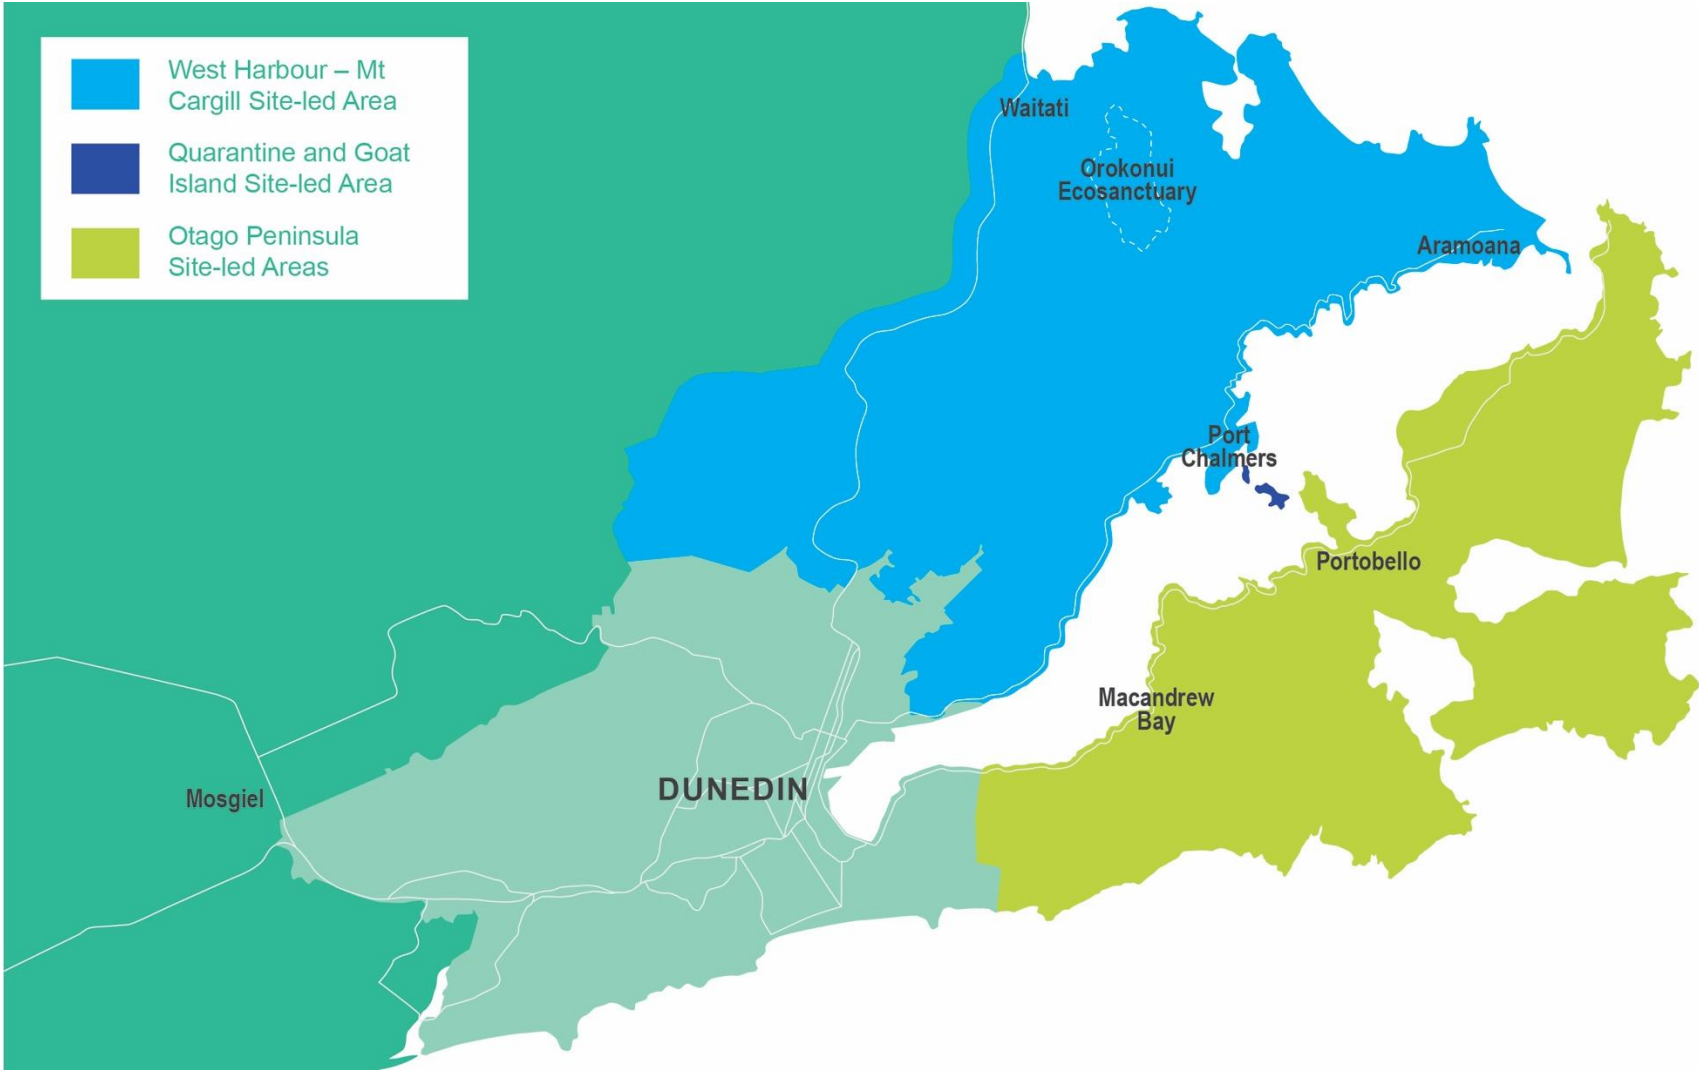 West Harbour – Mt
Cargill Site-led Area
Quarantine and Goat
Island Site-led Area
Otago Peninsula
Site-led Areas
Waitati
Orokonui
Ecosanctuary
Aramoana
Port
Chalmers
Portobello
Macandrew
Bay
DUNEDIN
Mosgiel